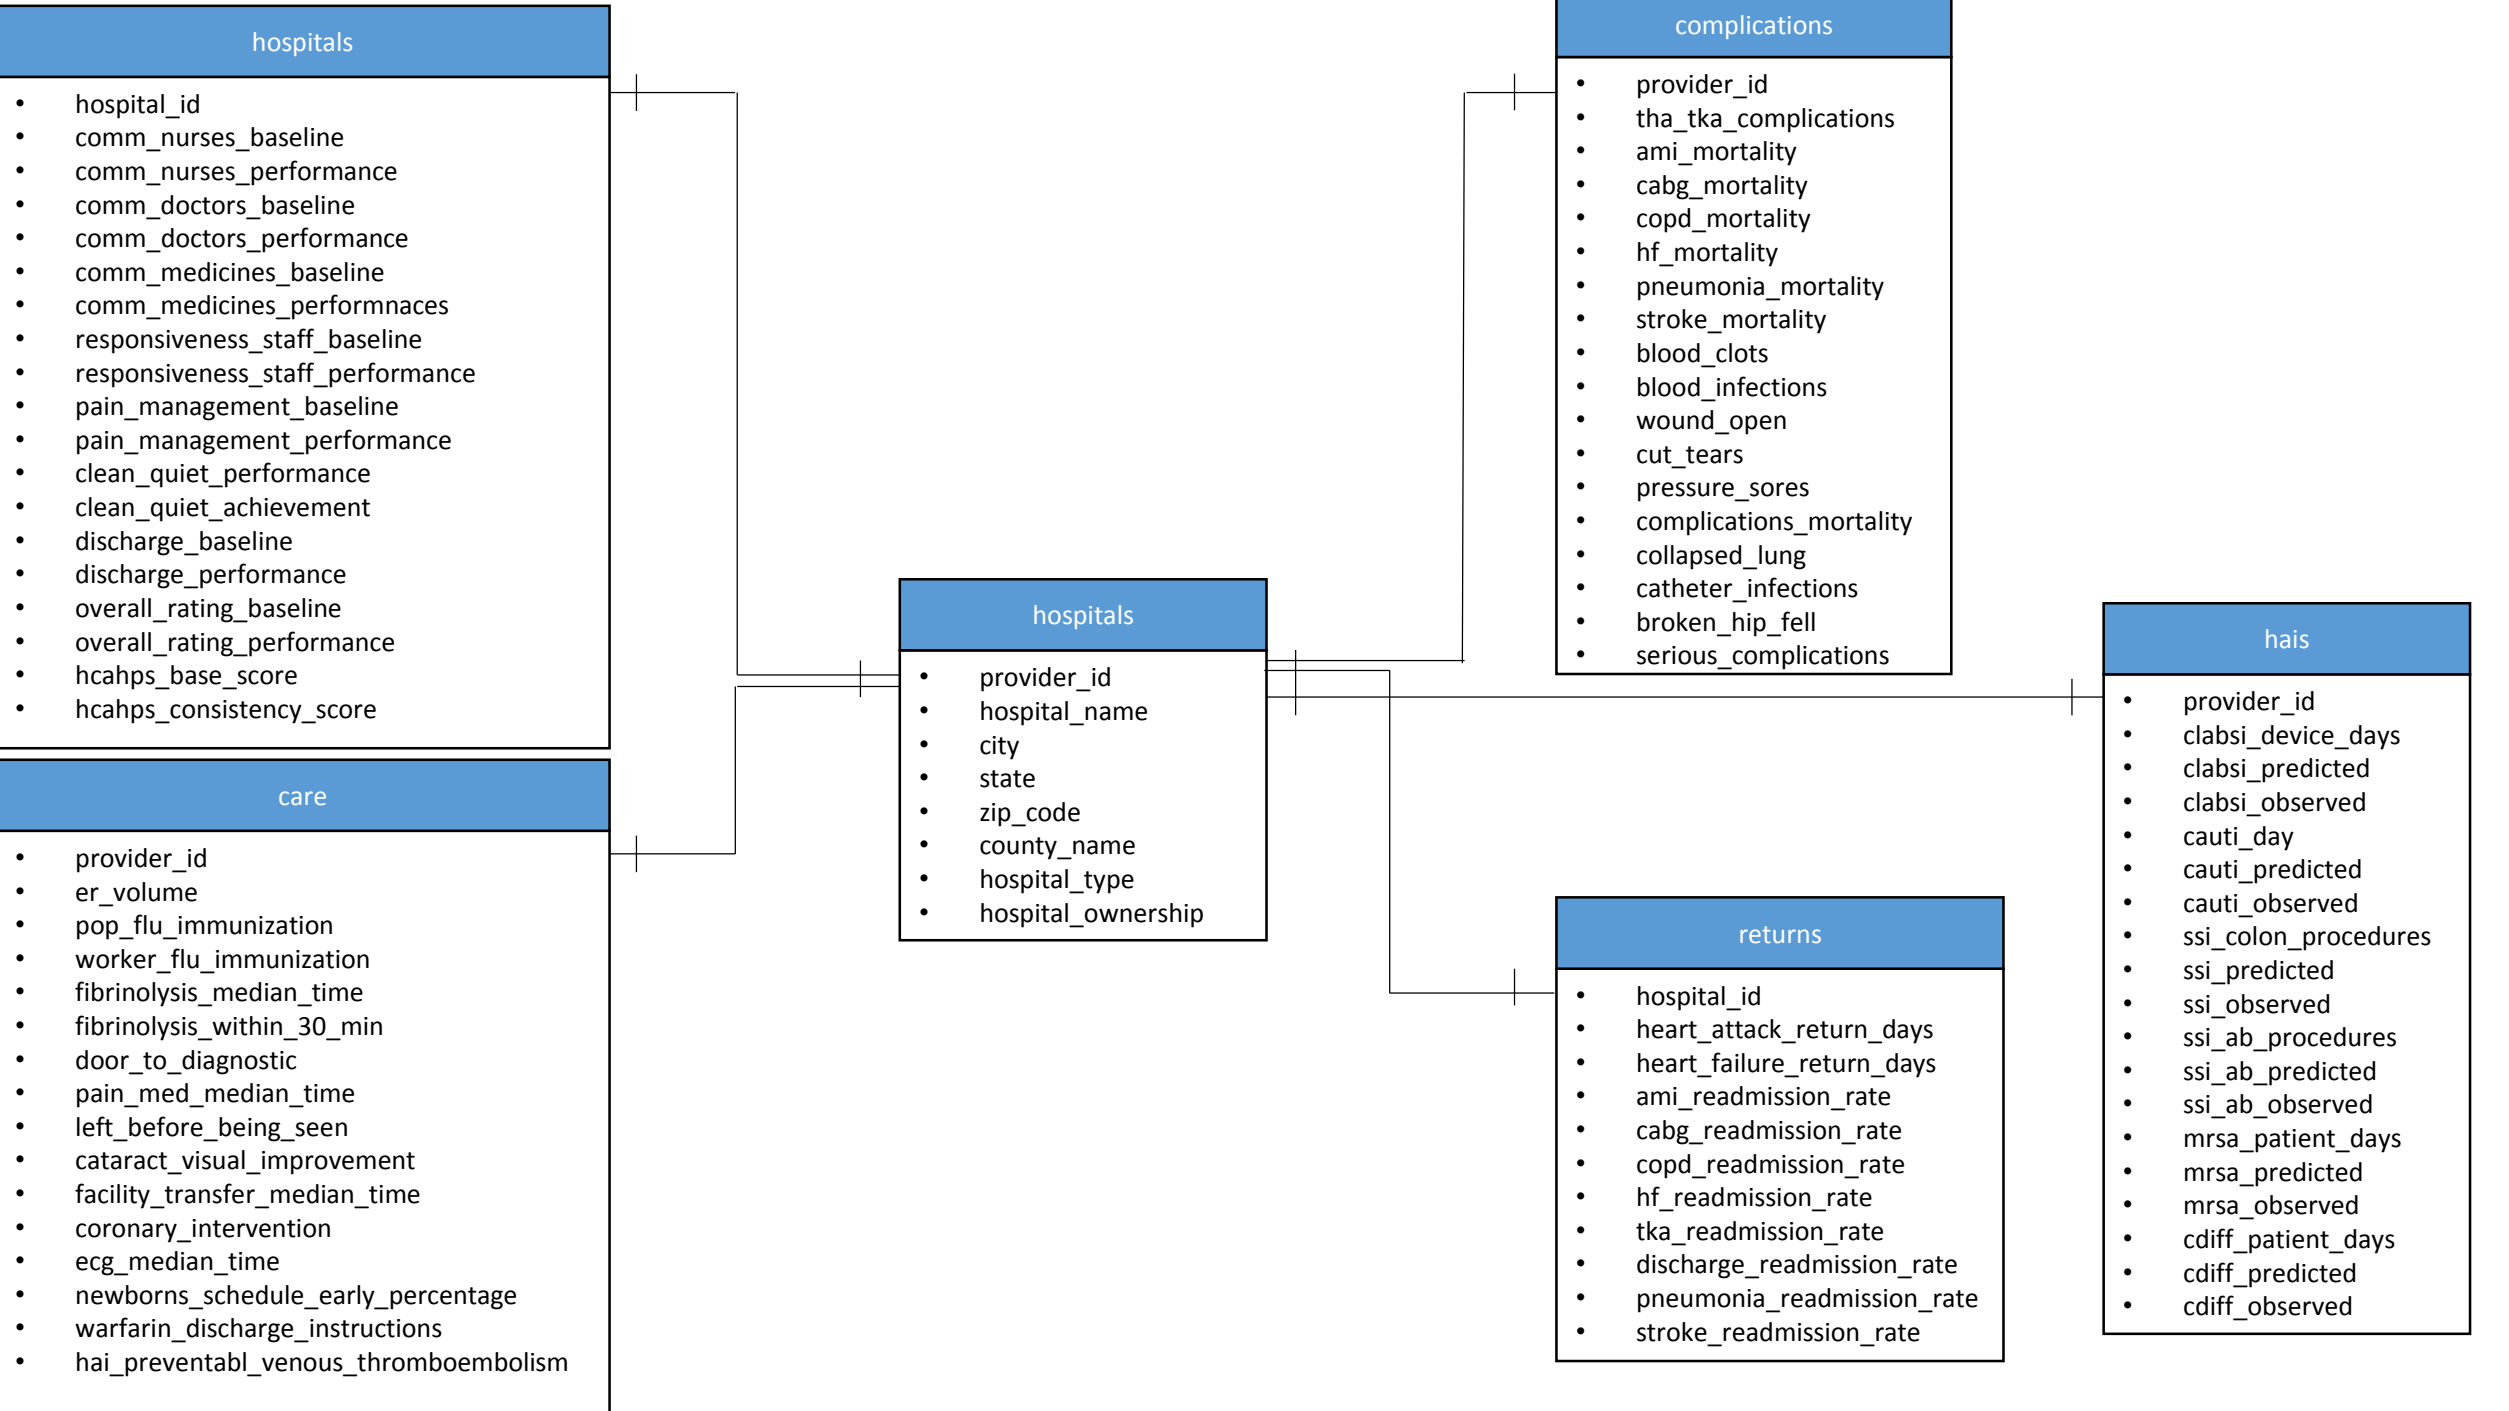 hospitals
• hospital_id
• comm_nurses_baseline
• comm_nurses_performance
• comm_doctors_baseline
• comm_doctors_performance
• comm_medicines_baseline
• comm_medicines_performnaces
• responsiveness_staff_baseline
• responsiveness_staff_performance
• pain_management_baseline
• pain_management_performance
• clean_quiet_performance
• clean_quiet_achievement
• discharge_baseline
• discharge_performance
• overall_rating_baseline
• overall_rating_performance
• hcahps_base_score
• hcahps_consistency_score
care
• provider_id
• er_volume
• pop_flu_immunization
• worker_flu_immunization
• fibrinolysis_median_time
• fibrinolysis_within_30_min
• door_to_diagnostic
• pain_med_median_time
• left_before_being_seen
• cataract_visual_improvement
• facility_transfer_median_time
• coronary_intervention
• ecg_median_time
• newborns_schedule_early_percentage
• warfarin_discharge_instructions
• hai_preventabl_venous_thromboembolism
hospitals
• provider_id
• hospital_name
• city
• state
• zip_code
• county_name
• hospital_type
• hospital_ownership
complications
• provider_id
• tha_tka_complications
• ami_mortality
• cabg_mortality
• copd_mortality
• hf_mortality
• pneumonia_mortality
• stroke_mortality
• blood_clots
• blood_infections
• wound_open
• cut_tears
• pressure_sores
• complications_mortality
• collapsed_lung
• catheter_infections
• broken_hip_fell
• serious_complications
returns
• hospital_id
• heart_attack_return_days
• heart_failure_return_days
• ami_readmission_rate
• cabg_readmission_rate
• copd_readmission_rate
• hf_readmission_rate
• tka_readmission_rate
• discharge_readmission_rate
• pneumonia_readmission_rate
• stroke_readmission_rate
hais
• provider_id
• clabsi_device_days
• clabsi_predicted
• clabsi_observed
• cauti_day
• cauti_predicted
• cauti_observed
• ssi_colon_procedures
• ssi_predicted
• ssi_observed
• ssi_ab_procedures
• ssi_ab_predicted
• ssi_ab_observed
• mrsa_patient_days
• mrsa_predicted
• mrsa_observed
• cdiff_patient_days
• cdiff_predicted
• cdiff_observed